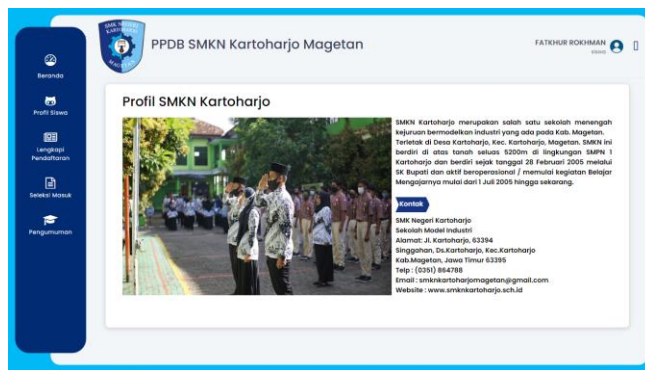 SMK NEGERI
KARTOHARJO
MAGETAN
PPDB SMKN Kartoharjo Magetan
FATKHUR ROKHMAN
siswa
Beranda
Profil Siswa
Lengkapi
Pendaftaran
Seleksi Masuk
Pengumuman
Profil SMKN Kartoharjo
SMKN Kartoharjo merupakan salah satu sekolah menengah
kejuruan bermodelkan industri yang ada pada Kab. Magetan.
Terletak di Desa Kartoharjo, Kec. Kartoharjo, Magetan. SMKN ini
berdiri di atas tanah seluas 5200m di lingkungan SMPN 1
Kartoharjo dan berdiri sejak tanggal 28 Februari 2005 melalui
SK Bupati dan aktif beroperasional / memulai kegiatan Belajar
Mengajarnya mulai dari 1 Juli 2005 hingga sekarang.
Kontak
SMK Negeri Kartoharjo
Sekolah Model Industri
Alamat: Jl. Kartoharjo, 63394
Singgahan, Ds.Kartoharjo, Kec.Kartoharjo
Kab.Magetan, Jawa Timur 63395
Telp : (0351) 864788
Email : smknkartoharjomagetan@gmail.com
Website : www.smknkartoharjo.sch.id